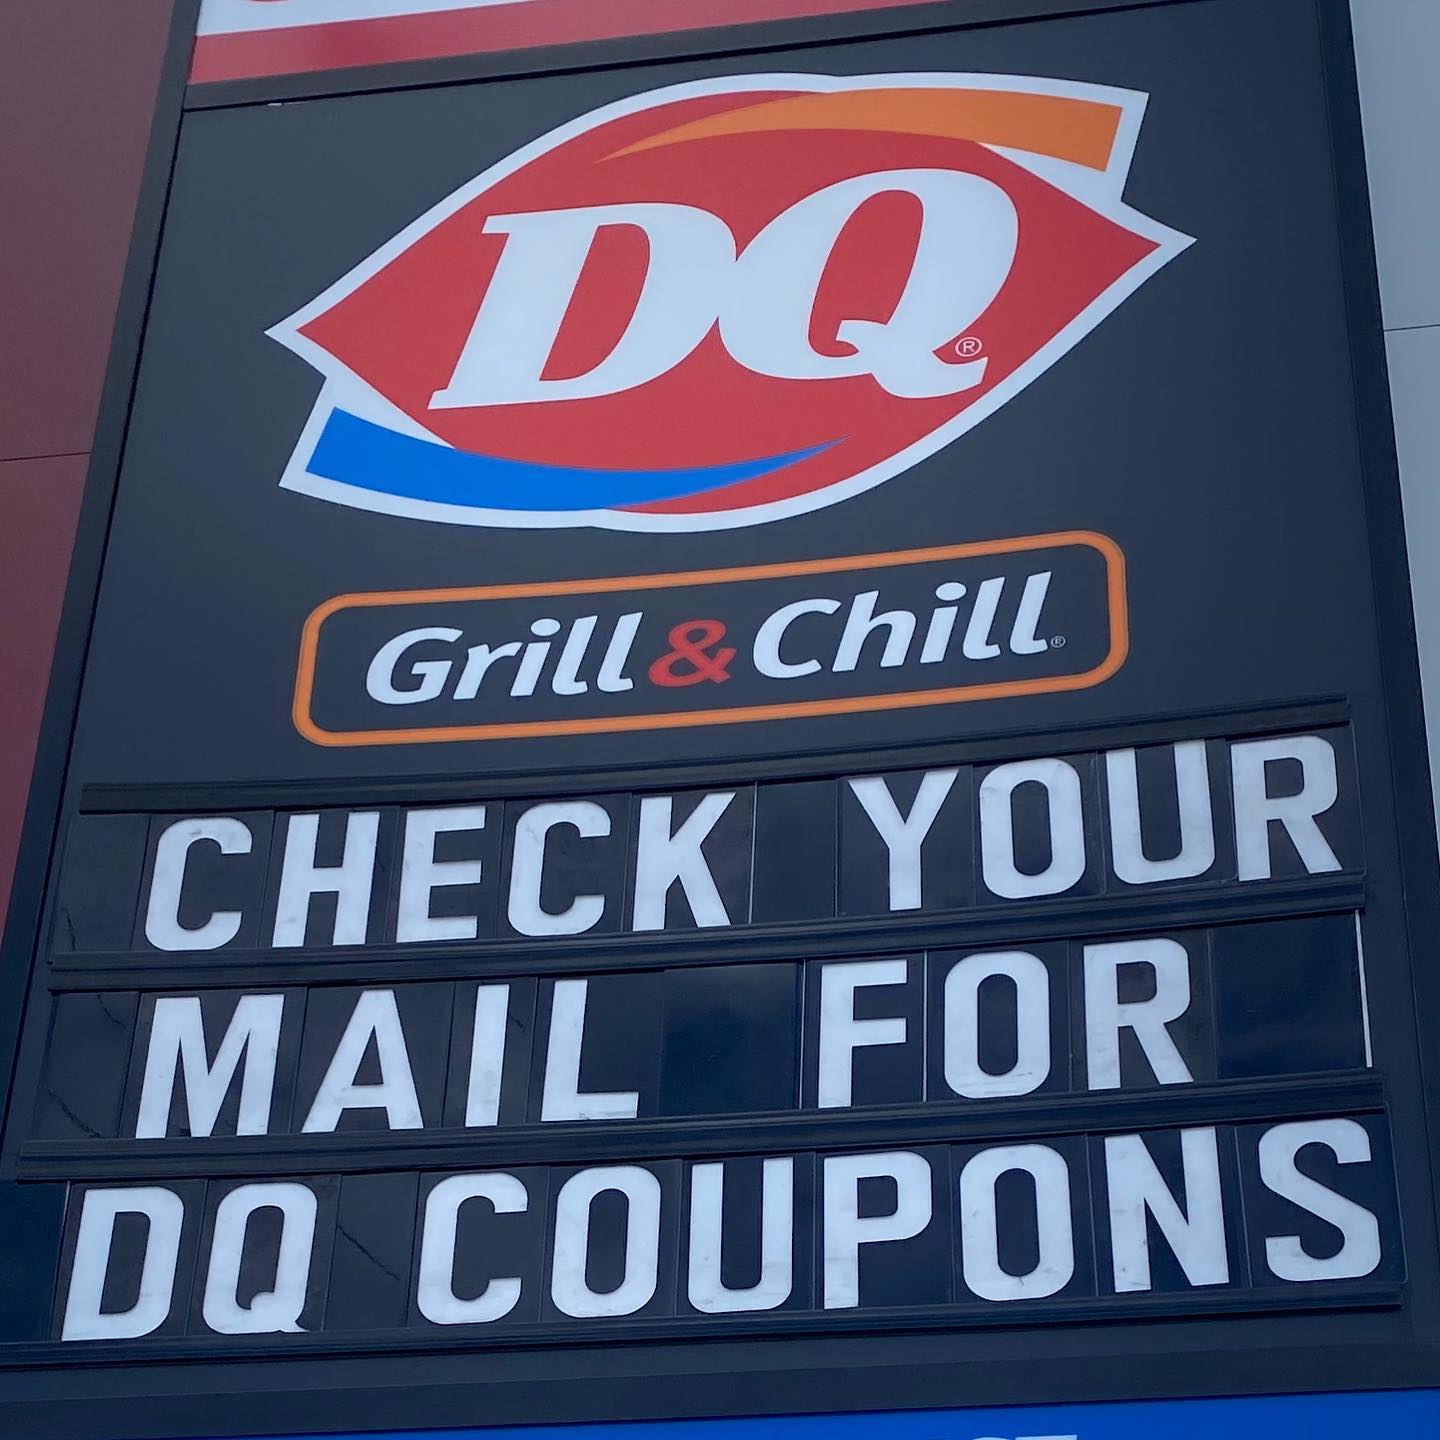 DQ®
Grill & Chill®
CHECK YOUR
MAIL FOR
DQ COUPONS